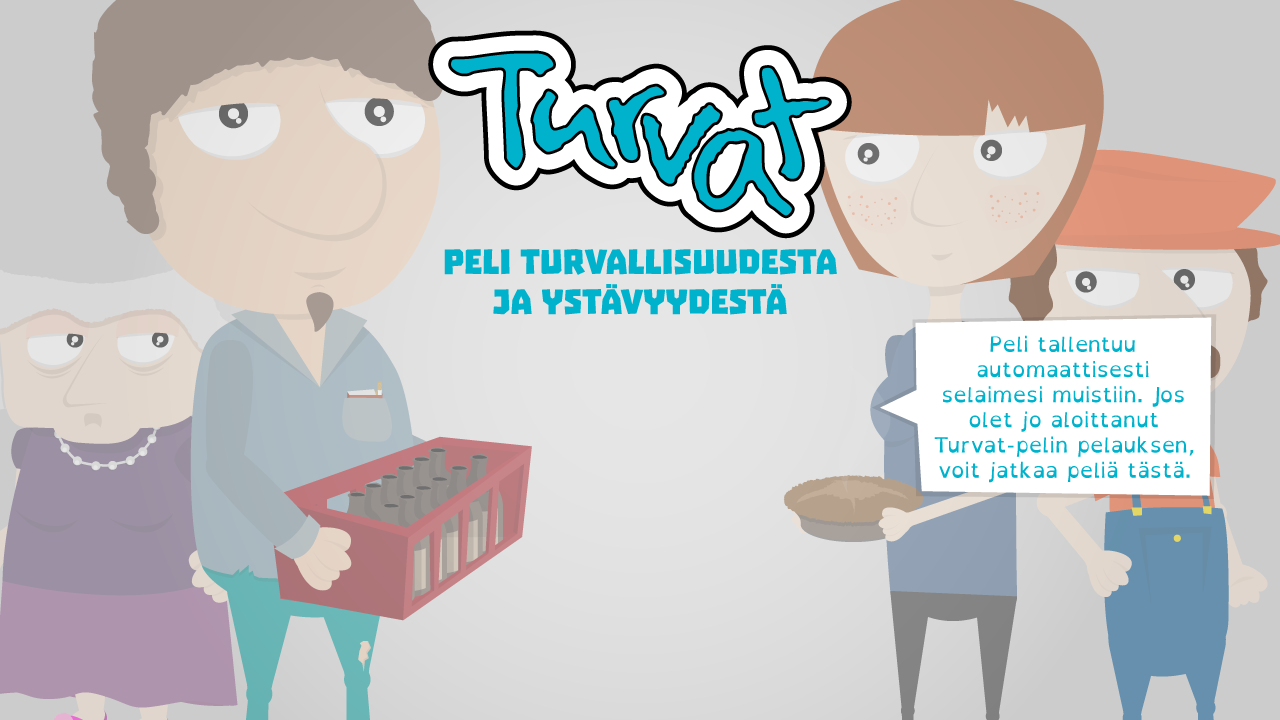 Turvat
PELI TURVALLISUUDESTA
JA YSTÄVYYDESTÄ
Peli tallentuu
automaattisesti
selaimesi muistiin. Jos
olet jo aloittanut
Turvat-pelin pelauksen,
voit jatkaa peliä tästä.